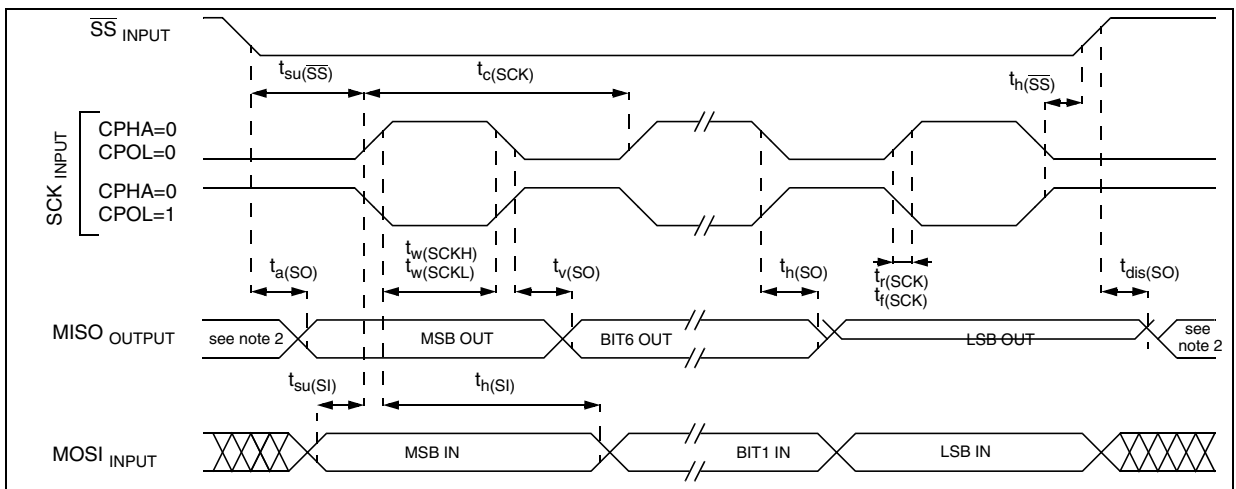 SS INPUT
tsu(SS)
tc(SCK)
th(SS)
SCK INPUT
CPHA=0
CPOL=0
CPHA=0
CPOL=1
ta(SO)
tw(SCKH)
tw(SCKL)
tv(SO)
th(SO)
tr(SCK)
tf(SCK)
tdis(SO)
MISO OUTPUT
see note 2
MSB OUT
BIT6 OUT
LSB OUT
see
note 2
tsu(SI)
th(SI)
MOSI INPUT
MSB IN
BIT1 IN
LSB IN